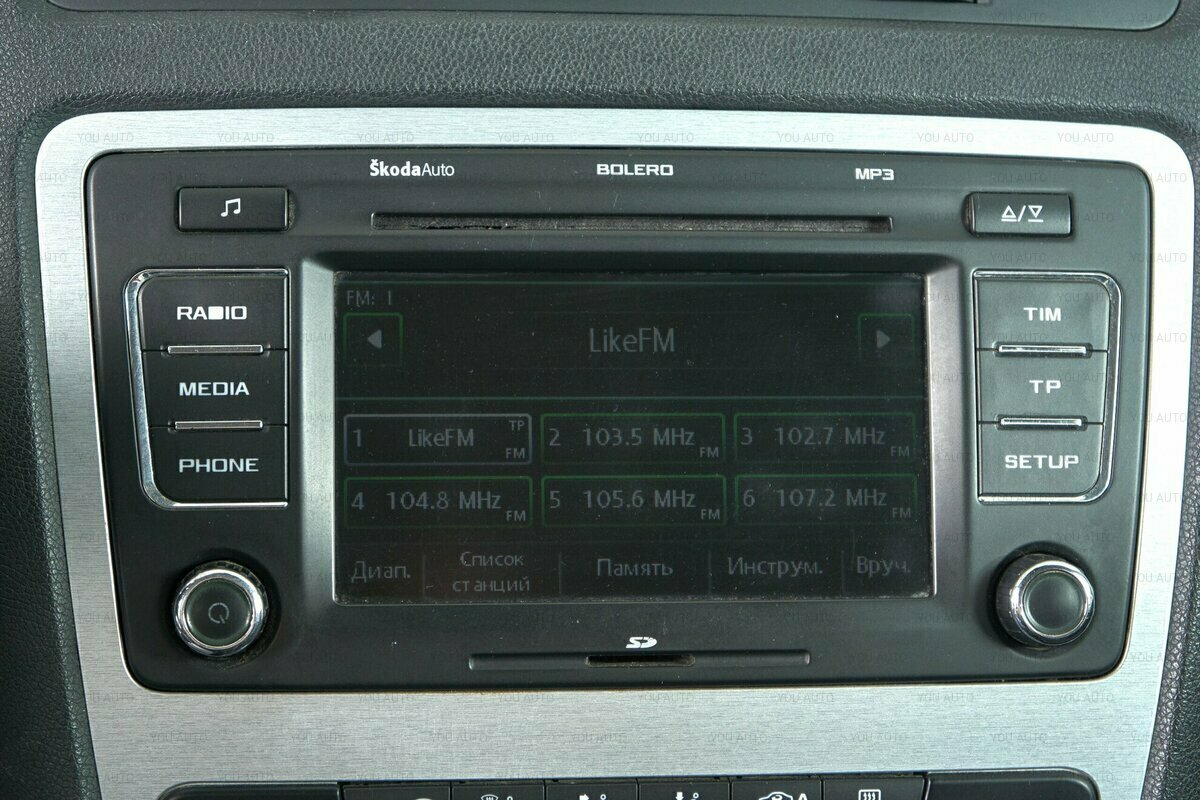 ŠkodaAuto BOLERO MP3
RADIO
MEDIA
PHONE
FM: 1
LikeFM
1 LikeFM TP FM
2 103.5 MHz FM
3 102.7 MHz FM
4 104.8 MHz FM
5 105.6 MHz FM
6 107.2 MHz FM
Диап.
Список
станций
Память
Инструм.
Вруч.
TIM
TP
SETUP
SD
YOU AUTO